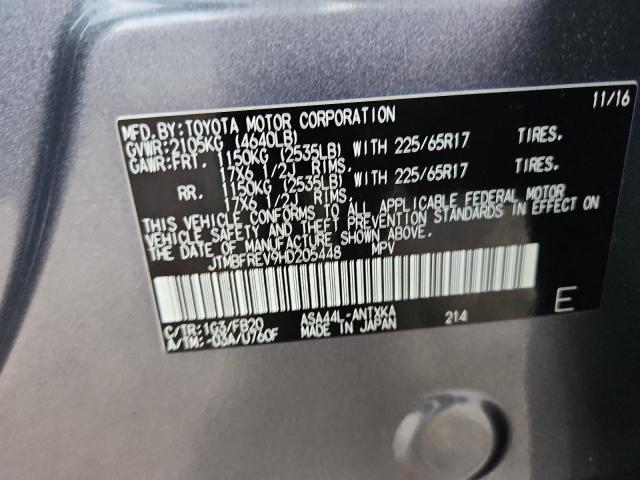 11/16
MFD. BY: TOYOTA MOTOR CORPORATION
GVWR: 2105KG (4640LB)
GAWR: FRT. 1150KG (2535LB) WITH 225/65R17 TIRES.
17X6 1/2J RIMS.
RR. 1150KG (2535LB) WITH 225/65R17 TIRES.
17X6 1/2J RIMS.
THIS VEHICLE CONFORMS TO ALL APPLICABLE FEDERAL MOTOR
VEHICLE SAFETY AND THEFT PREVENTION STANDARDS IN EFFECT ON
THE DATE OF MANUFACTURE SHOWN ABOVE.
JTMBFREV9HD205448 MPV
C/TR: 1G3/FB20 ASA44L-ANTXKA 214 E
A/TM: -03A/U760F MADE IN JAPAN